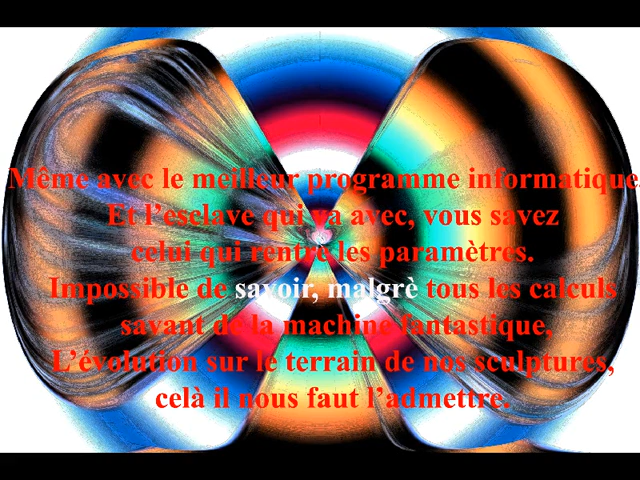 Même avec le meilleur programme informatique
Et l’esclave qui va avec, vous savez
celui qui rentre les paramètres.
Impossible de savoir, malgrè tous les calculs
savant de la machine fantastique,
L’évolution sur le terrain de nos sculptures,
celà il nous faut l’admettre.